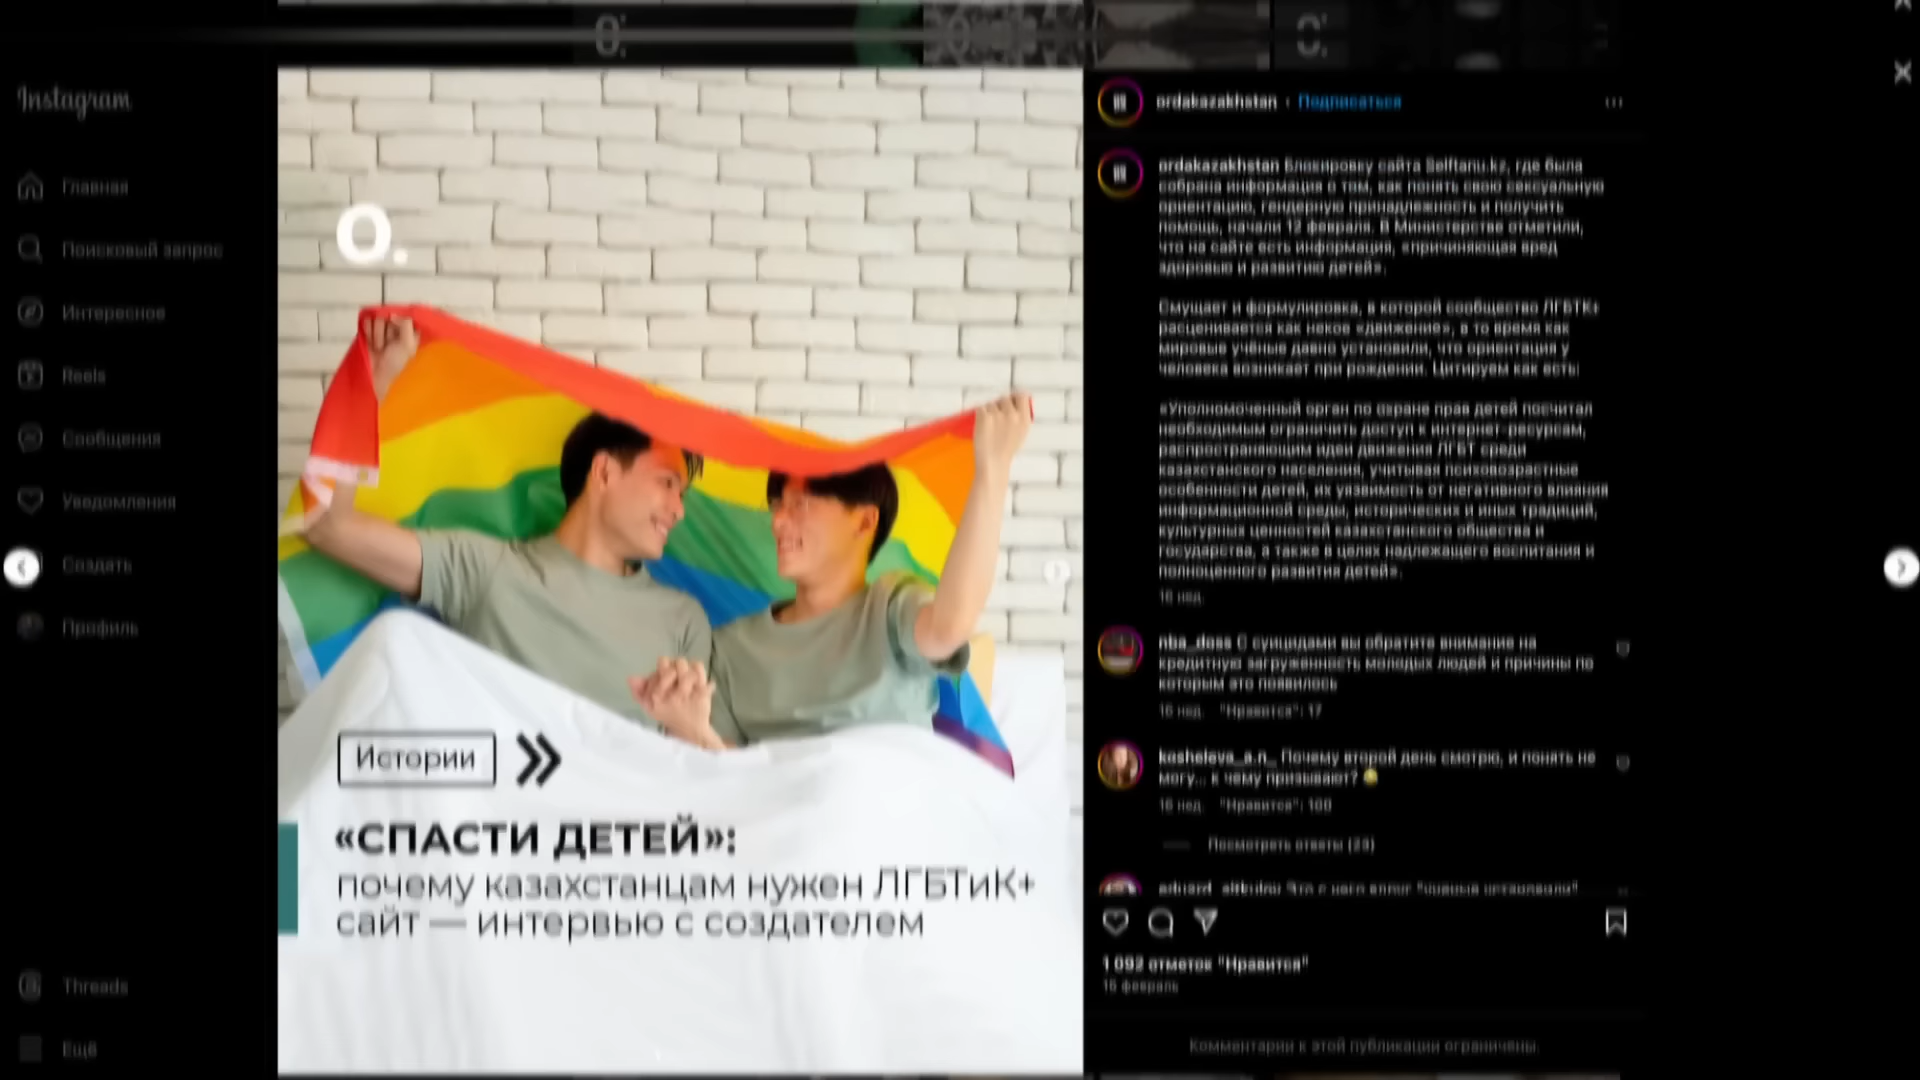 Instagram
Главная
Поисковый запрос
Интересное
Reels
Сообщения
Уведомления
Создать
Профиль
Threads
Ещё
O.
Истории
«СПАСТИ ДЕТЕЙ»:
почему казахстанцам нужен ЛГБТиК+
сайт — интервью с создателем
ordakazakhstan • Подписаться
ordakazakhstan Блокировку сайта Selftanu.kz, где была
собрана информация о том, как понять свою сексуальную
ориентацию, гендерную принадлежность и получить
помощь, начали 12 февраля. В Министерстве отметили,
что на сайте есть информация, «причиняющая вред
здоровью и развитию детей».
Смущает и формулировка, в которой сообщество ЛГБТК+
расценивается как некое «движение», в то время как
мировые учёные давно установили, что ориентация у
человека возникает при рождении. Цитируем как есть:
«Уполномоченный орган по охране прав детей посчитал
необходимым ограничить доступ к интернет-ресурсам,
распространяющим идеи движения ЛГБТ среди
казахстанского населения, учитывая психовозрастные
особенности детей, их уязвимость от негативного влияния
информационной среды, исторических и иных традиций,
культурных ценностей казахстанского общества и
государства, а также в целях надлежащего воспитания и
полноценного развития детей».
16 нед.
nba_doss С суицидами вы обратите внимание на
кредитную загруженность молодых людей и причины по
которым это появилось
16 нед. "Нравится": 17
kosheleva_a.n_ Почему второй день смотрю, и понять не
могу... к чему призывают?
16 нед. "Нравится": 100
Посмотреть ответы (23)
1 092 отметок "Нравится"
16 февраль
Комментарии к этой публикации ограничены.